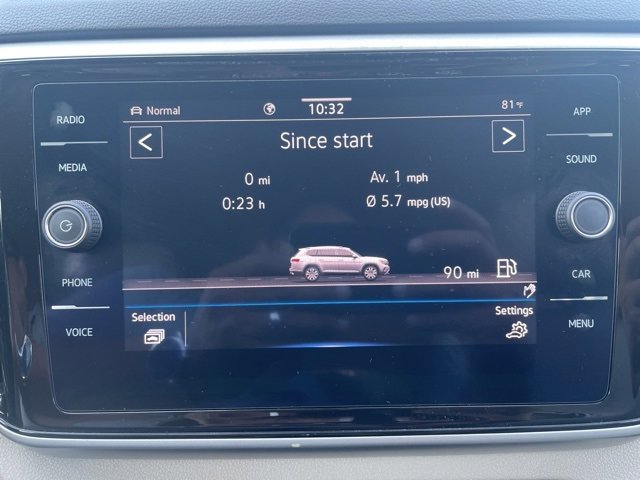 Normal 10:32 81°F
RADIO APP
Since start
MEDIA SOUND
0 mi Av. 1 mph
0:23 h Ø 5.7 mpg (US)
90 mi
PHONE CAR
Selection Settings
VOICE MENU